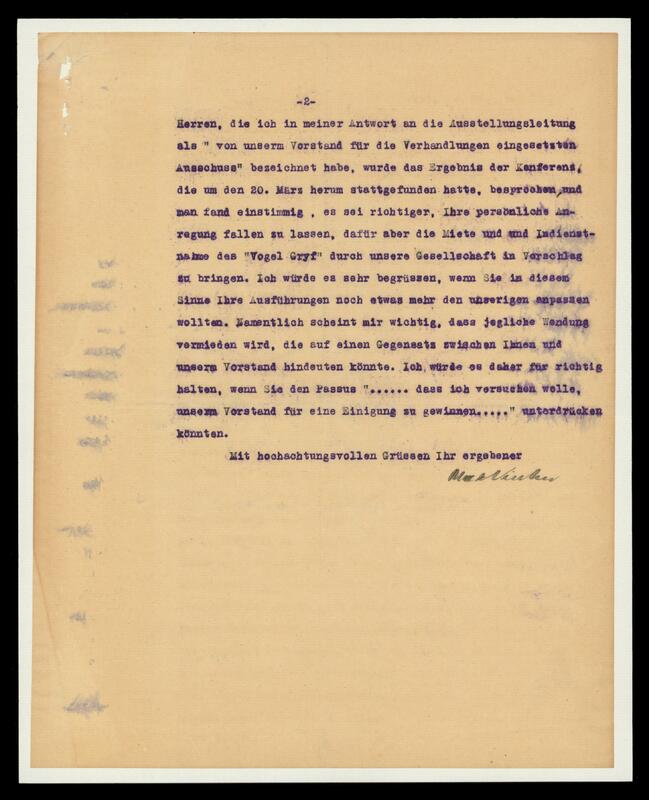 -2-
Herren, die ich in meiner Antwort an die Ausstellungsleitung
als " von unserm Vorstand für die Verhandlungen eingesetzten
Ausschuss" bezeichnet habe, wurde das Ergebnis der Konferenz,
die um den 20. März herum stattgefunden hatte, besprochen, und
man fand einstimmig , es sei richtiger, Ihre persönliche An-
regung fallen zu lassen, dafür aber die Miete und und Indienst-
nahme des "Vogel Gryf" durch unsere Gesellschaft in Vorschlag
zu bringen. Ich würde es sehr begrüssen, wenn Sie in diesem
Sinne Ihre Ausführungen noch etwas mehr den unserigen anpassen
wollten. Namentlich scheint mir wichtig, dass jegliche Wendung
vermieden wird, die auf einen Gegensatz zwischen Ihnen und
unserm Vorstand hindeuten könnte. Ich würde es daher für richtig
halten, wenn Sie den Passus "...... dass ich versuchen wolle,
unserm Vorstand für eine Einigung zu gewinnen....." unterdrücken
könnten.
Mit hochachtungsvollen Grüssen Ihr ergebener